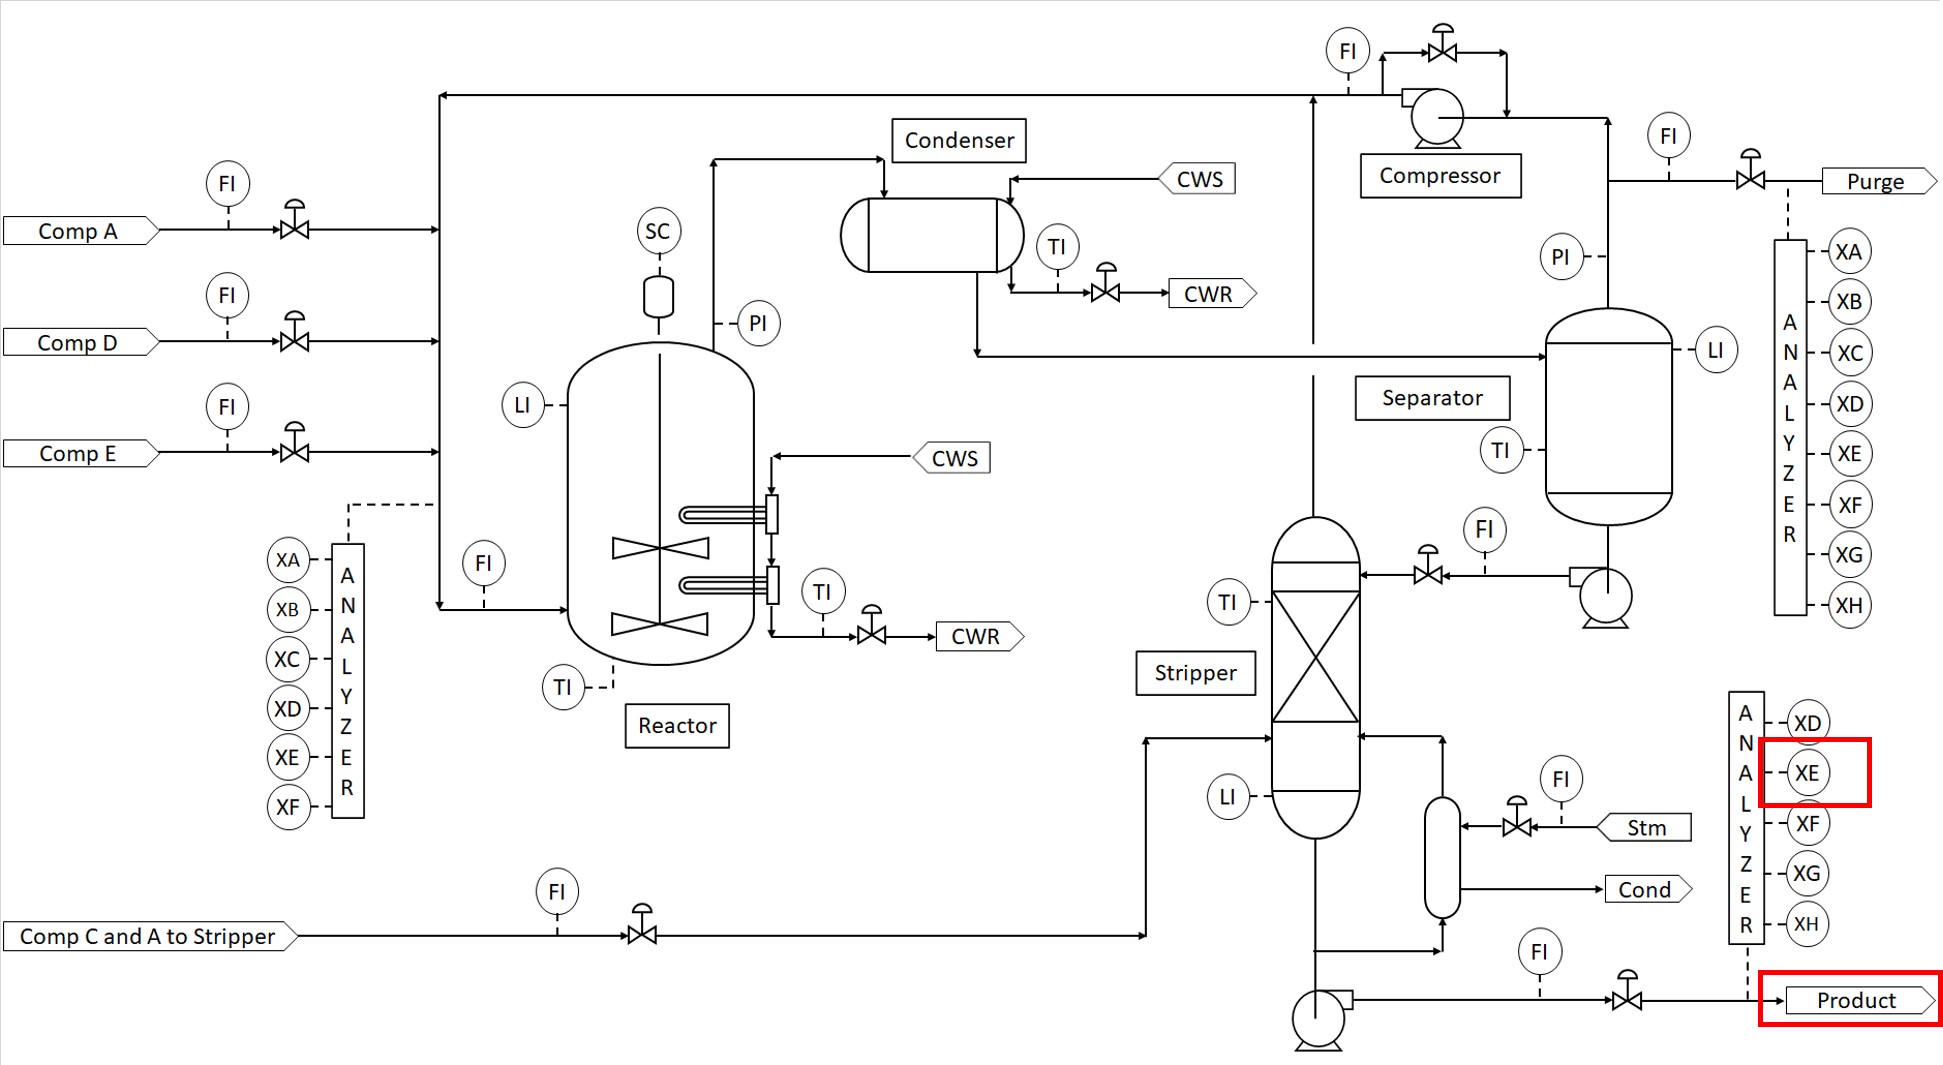 FI
FI
Condenser
CWS
Compressor
Purge
FI
Comp A
SC
TI
CWR
PI
XA
XB
XC
XD
XE
XF
XG
XH
A
N
A
L
Y
Z
E
R
FI
Comp D
PI
LI
FI
Comp E
LI
Separator
TI
CWS
FI
XA
XB
XC
XD
XE
XF
A
N
A
L
Y
Z
E
R
FI
TI
CWR
TI
Reactor
TI
Stripper
LI
FI
Stm
Cond
A
N
A
L
Y
Z
E
R
XD
XE
XF
XG
XH
FI
Comp C and A to Stripper
FI
Product